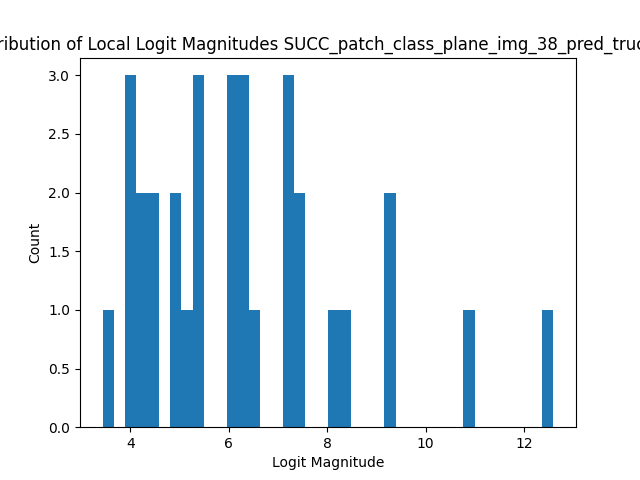 ribution of Local Logit Magnitudes SUCC_patch_class_plane_img_38_pred_truc
3.0
2.5
2.0
1.5
1.0
0.5
0.0
Count
4 6 8 10 12
Logit Magnitude